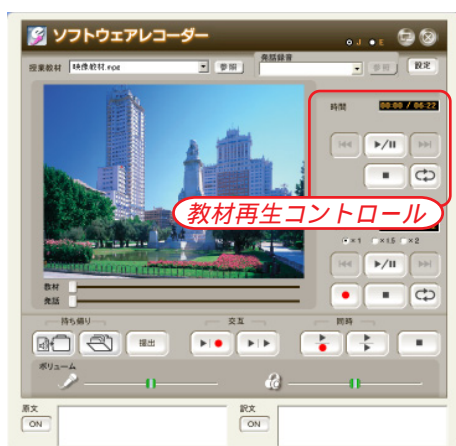 ソフトウェアレコーダー
J E
授業教材 映像教材.mpg 参照 発話録音 参照 設定
時間 00:00 / 06:22
教材再生コントロール
×1 ×1.5 ×2
教材
発話
持ち帰り 交互 同時
提出
ボリューム
原文 訳文
ON ON